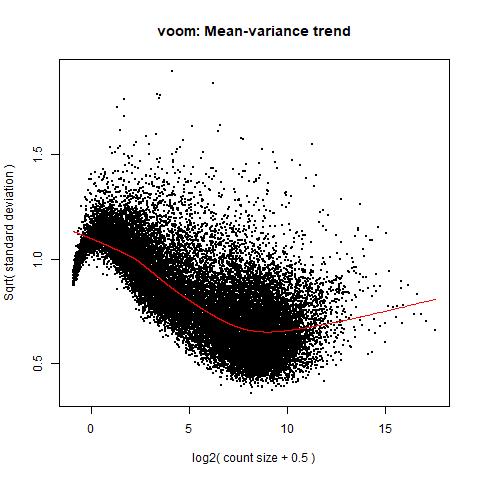 voom: Mean-variance trend
Sqrt( standard deviation )
1.5
1.0
0.5
0 5 10 15
log2( count size + 0.5 )